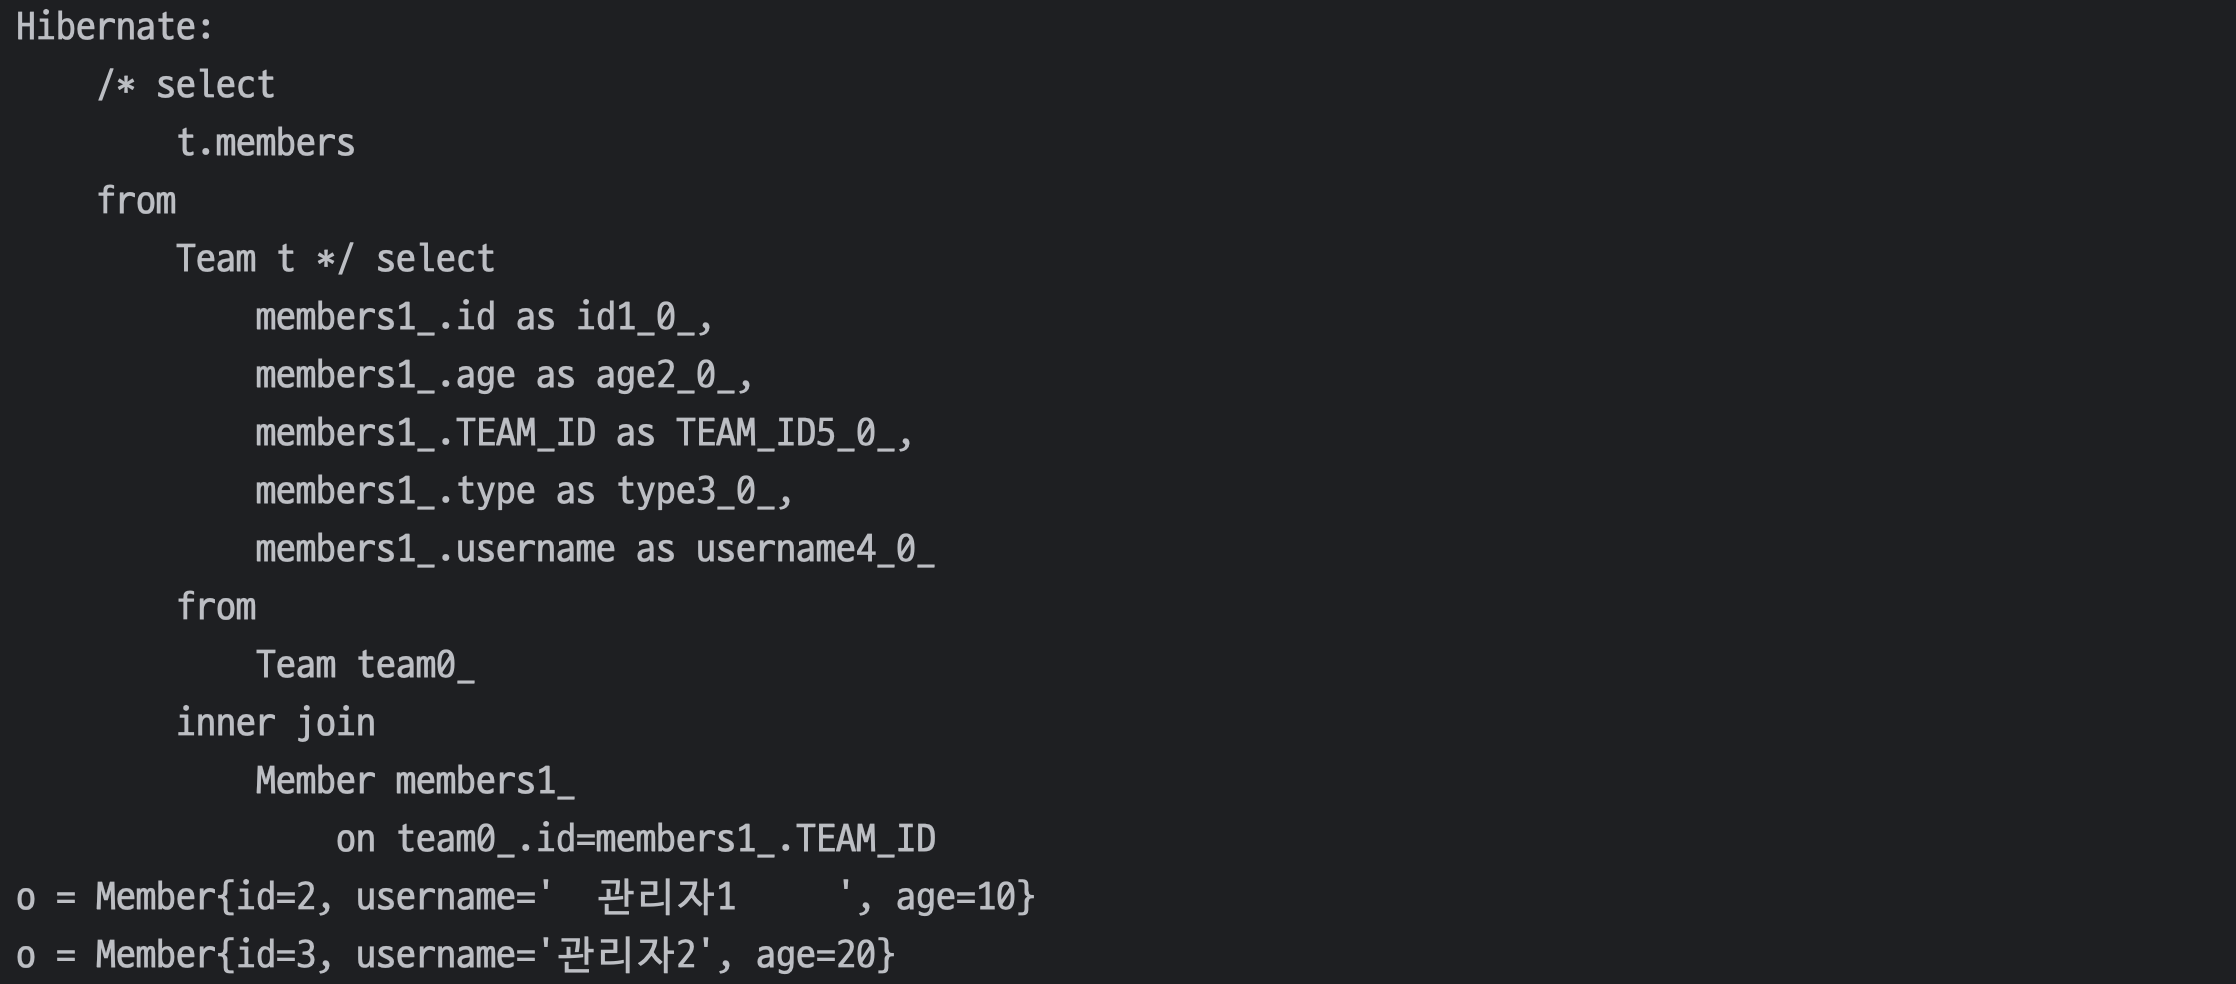 Hibernate:
    /* select
        t.members
    from
        Team t */ select
            members1_.id as id1_0_,
            members1_.age as age2_0_,
            members1_.TEAM_ID as TEAM_ID5_0_,
            members1_.type as type3_0_,
            members1_.username as username4_0_
        from
            Team team0_
        inner join
            Member members1_
                on team0_.id=members1_.TEAM_ID
o = Member{id=2, username='  관리자1     ', age=10}
o = Member{id=3, username='관리자2', age=20}